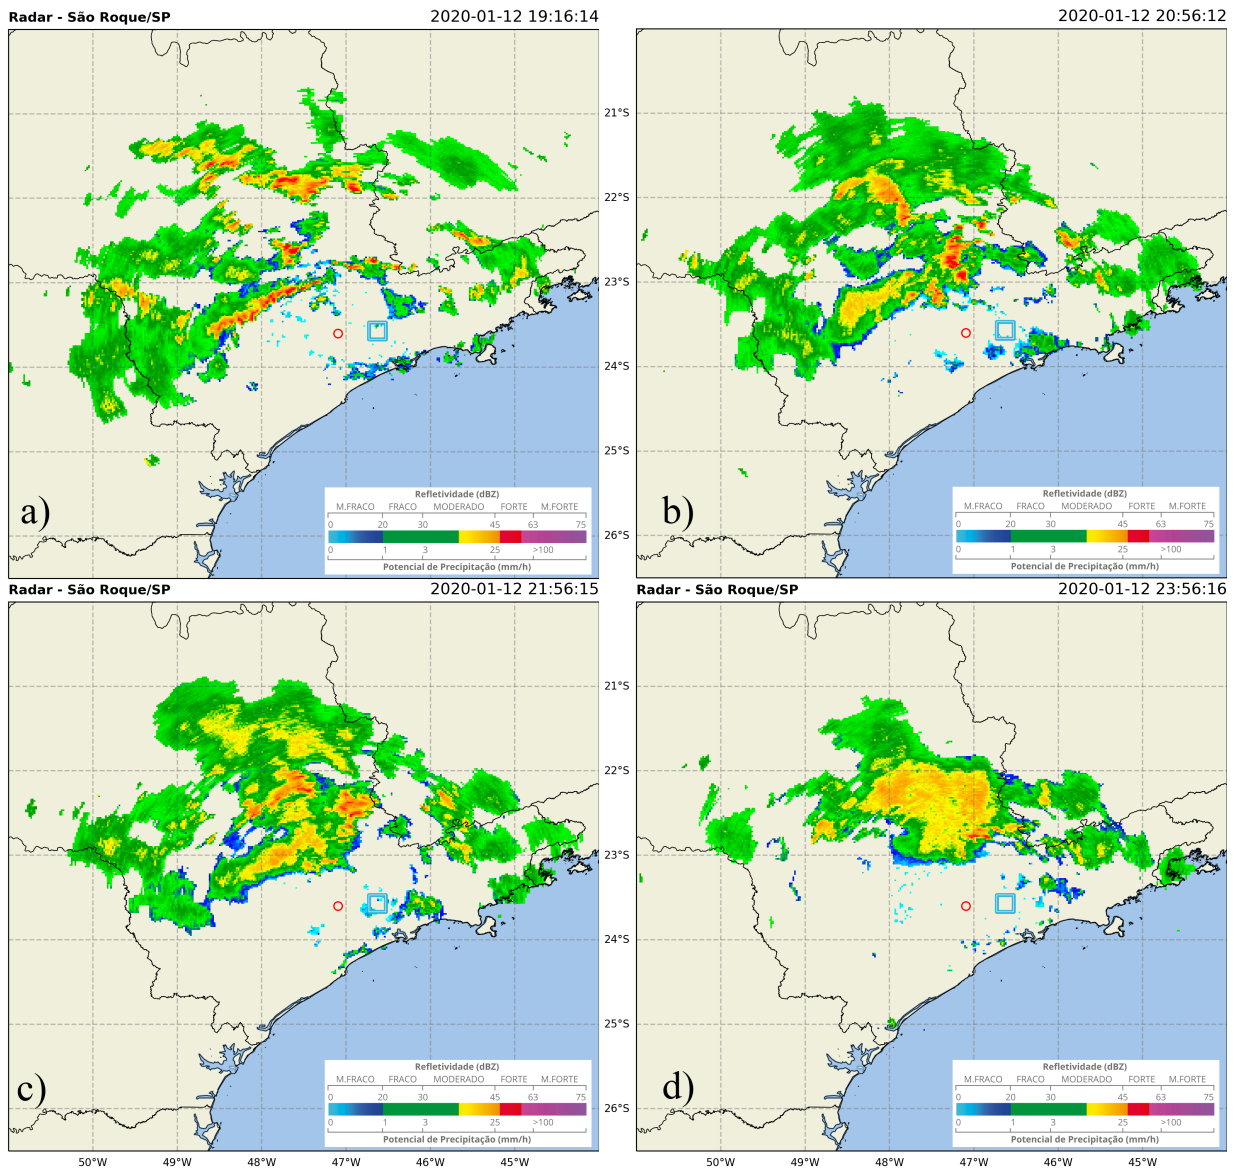 Radar - São Roque/SP 2020-01-12 19:16:14
2020-01-12 20:56:12
21°S
22°S
23°S
24°S
25°S
26°S
a)
Refletividade (dBZ)
M.FRACO FRACO MODERADO FORTE M.FORTE
0 20 30 45 63 75
0 1 3 25 >100
Potencial de Precipitação (mm/h)
b)
Refletividade (dBZ)
M.FRACO FRACO MODERADO FORTE M.FORTE
0 20 30 45 63 75
0 1 3 25 >100
Potencial de Precipitação (mm/h)
Radar - São Roque/SP 2020-01-12 21:56:15
Radar - São Roque/SP 2020-01-12 23:56:16
21°S
22°S
23°S
24°S
25°S
26°S
c)
Refletividade (dBZ)
M.FRACO FRACO MODERADO FORTE M.FORTE
0 20 30 45 63 75
0 1 3 25 >100
Potencial de Precipitação (mm/h)
d)
Refletividade (dBZ)
M.FRACO FRACO MODERADO FORTE M.FORTE
0 20 30 45 63 75
0 1 3 25 >100
Potencial de Precipitação (mm/h)
50°W 49°W 48°W 47°W 46°W 45°W
50°W 49°W 48°W 47°W 46°W 45°W